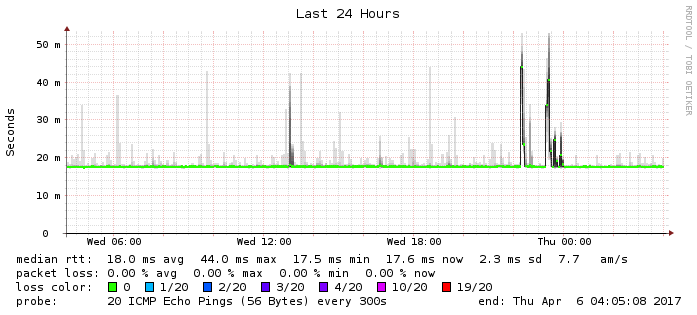 Last 24 Hours
RRDTOOL / TOBI OETIKER
Seconds
50 m
40 m
30 m
20 m
10 m
0
Wed 06:00 Wed 12:00 Wed 18:00 Thu 00:00
median rtt: 18.0 ms avg 44.0 ms max 17.5 ms min 17.6 ms now 2.3 ms sd 7.7 am/s
packet loss: 0.00 % avg 0.00 % max 0.00 % min 0.00 % now
loss color: 0 1/20 2/20 3/20 4/20 10/20 19/20
probe: 20 ICMP Echo Pings (56 Bytes) every 300s end: Thu Apr 6 04:05:08 2017